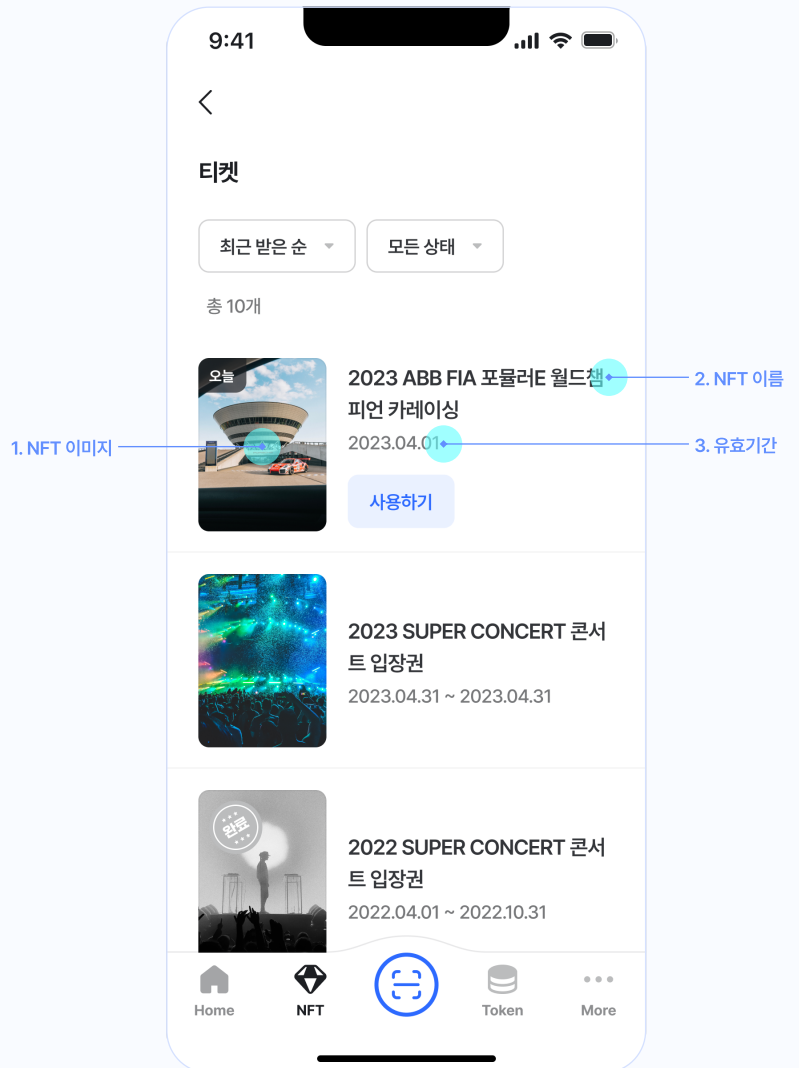 9:41
티켓
최근 받은 순
모든 상태
총 10개
오늘
2023 ABB FIA 포뮬러E 월드챔
피언 카레이싱
2023.04.01
사용하기
1. NFT 이미지
2. NFT 이름
3. 유효기간
2023 SUPER CONCERT 콘서
트 입장권
2023.04.31 ~ 2023.04.31
완료
2022 SUPER CONCERT 콘서
트 입장권
2022.04.01 ~ 2022.10.31
Home
NFT
Token
More